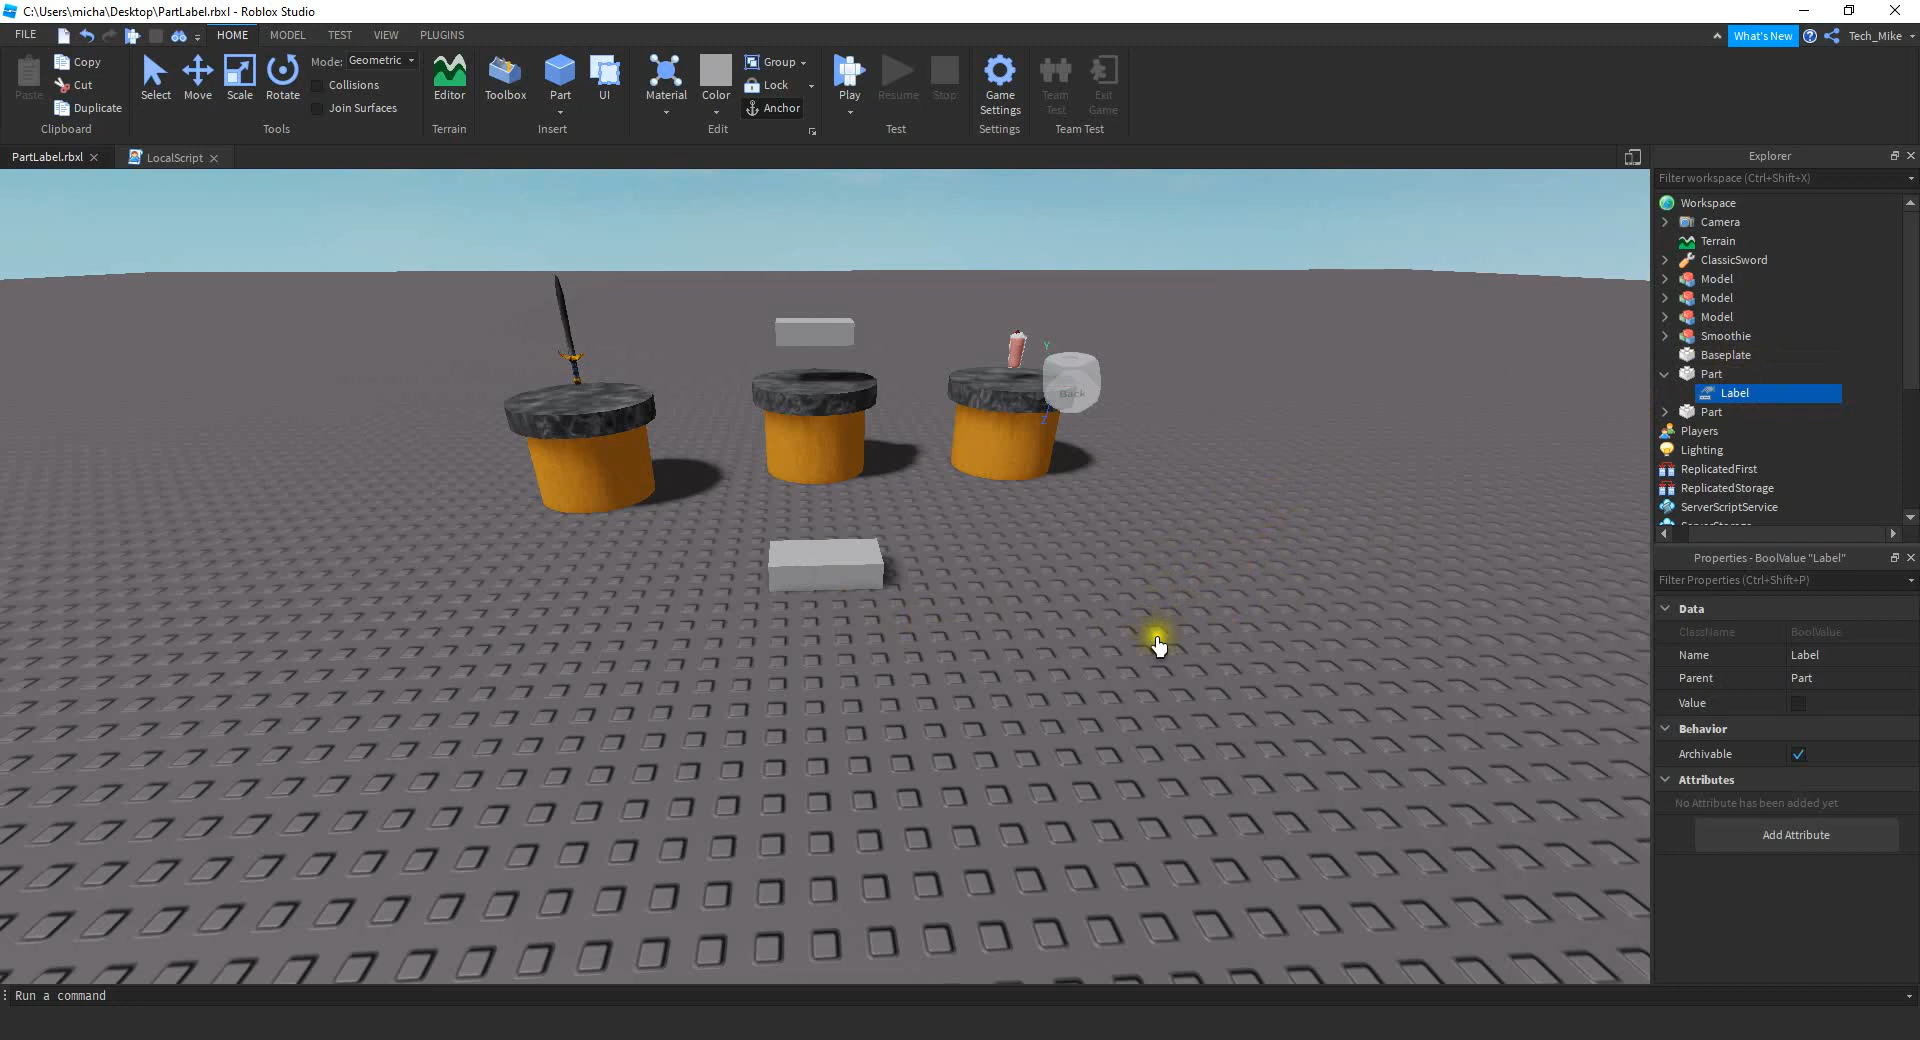 C:\Users\micha\Desktop\PartLabel.rbxl - Roblox Studio
FILE HOME MODEL TEST VIEW PLUGINS What's New Tech_Mike
Paste Copy Cut Duplicate Clipboard
Select Move Scale Rotate Mode: Geometric Collisions Join Surfaces Tools
Editor Terrain
Toolbox Part UI Insert
Material Color Group Lock Anchor Edit
Play Resume Stop Test
Game Settings Settings
Team Test Exit Game Team Test
PartLabel.rbxl LocalScript
Explorer
Filter workspace (Ctrl+Shift+X)
Workspace
Camera
Terrain
ClassicSword
Model
Model
Model
Smoothie
Baseplate
Part
Label
Part
Players
Lighting
ReplicatedFirst
ReplicatedStorage
ServerScriptService
Y
Back
Z
Properties - BoolValue "Label"
Filter Properties (Ctrl+Shift+P)
Data
ClassName BoolValue
Name Label
Parent Part
Value
Behavior
Archivable
Attributes
No Attribute has been added yet
Add Attribute
Run a command